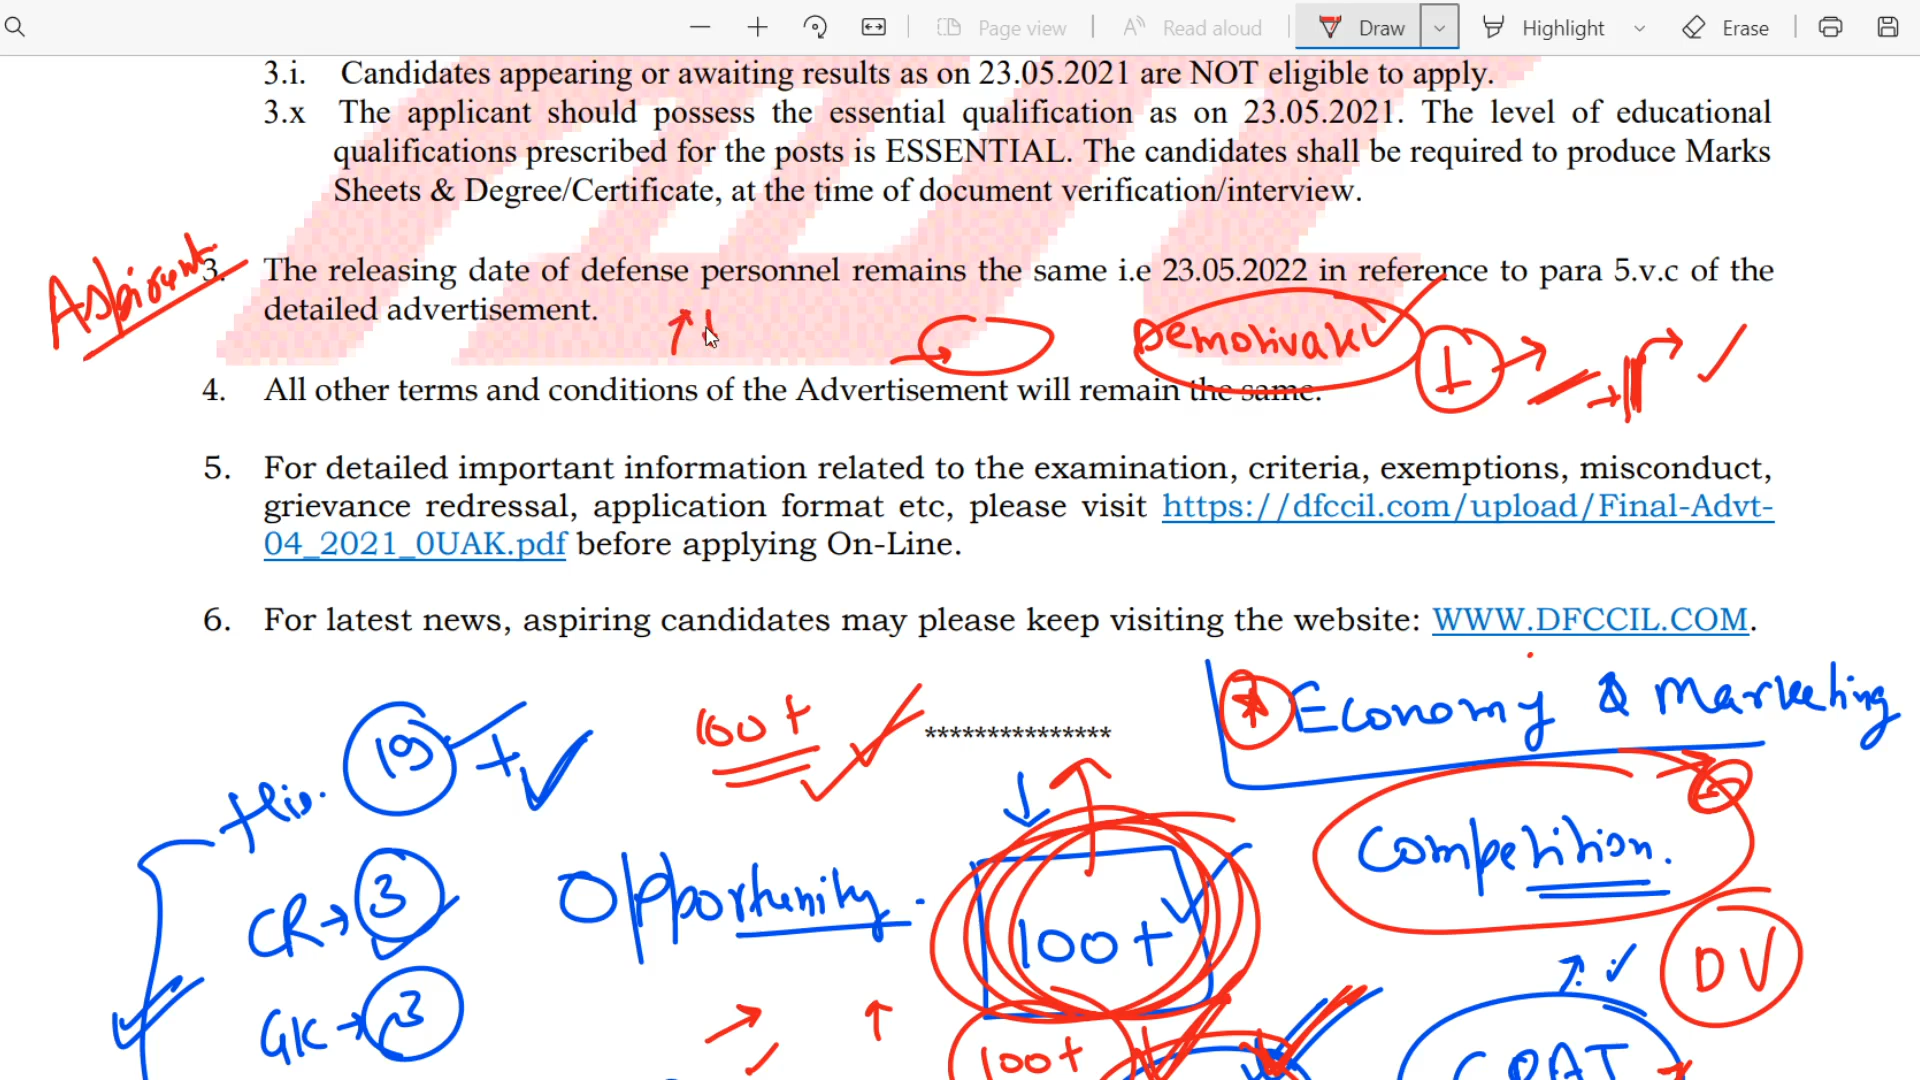 Page view
Read aloud
Draw
Highlight
Erase
3.i. Candidates appearing or awaiting results as on 23.05.2021 are NOT eligible to apply.
3.x The applicant should possess the essential qualification as on 23.05.2021. The level of educational
qualifications prescribed for the posts is ESSENTIAL. The candidates shall be required to produce Marks
Sheets & Degree/Certificate, at the time of document verification/interview.
Aspirant
3. The releasing date of defense personnel remains the same i.e 23.05.2022 in reference to para 5.v.c of the
detailed advertisement.
1
4. All other terms and conditions of the Advertisement will remain the same.
5. For detailed important information related to the examination, criteria, exemptions, misconduct,
grievance redressal, application format etc, please visit https://dfccil.com/upload/Final-Advt-
04_2021_0UAK.pdf before applying On-Line.
6. For latest news, aspiring candidates may please keep visiting the website: WWW.DFCCIL.COM.
Economy & Marketing
100+
****************
His. 19 +
Competition.
CR → 3
Opportunity.
100+
DV
GK → 3
100+